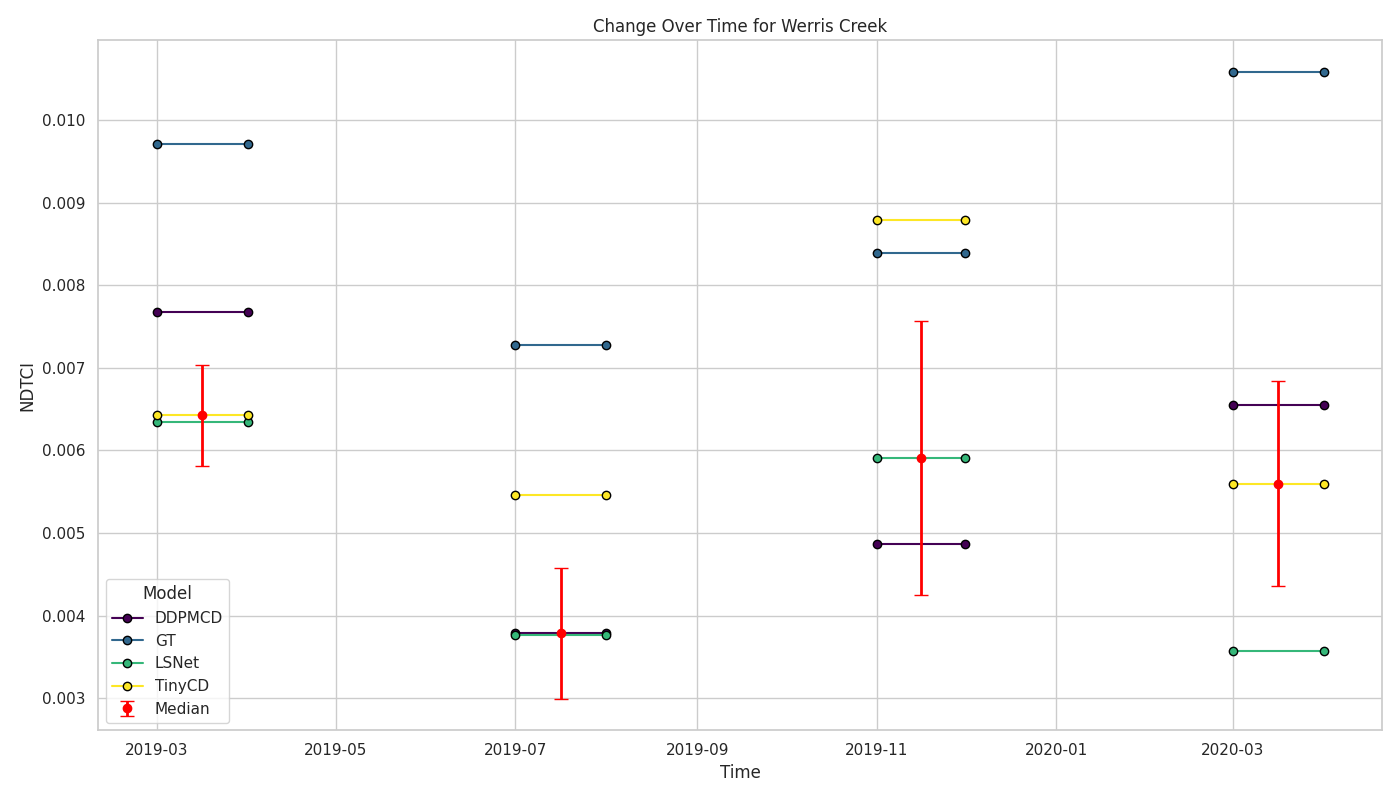 Change Over Time for Werris Creek
NDTCI
0.010
0.009
0.008
0.007
0.006
0.005
0.004
0.003
Model
DDPMCD
GT
LSNet
TinyCD
Median
2019-03
2019-05
2019-07
2019-09
2019-11
2020-01
2020-03
Time